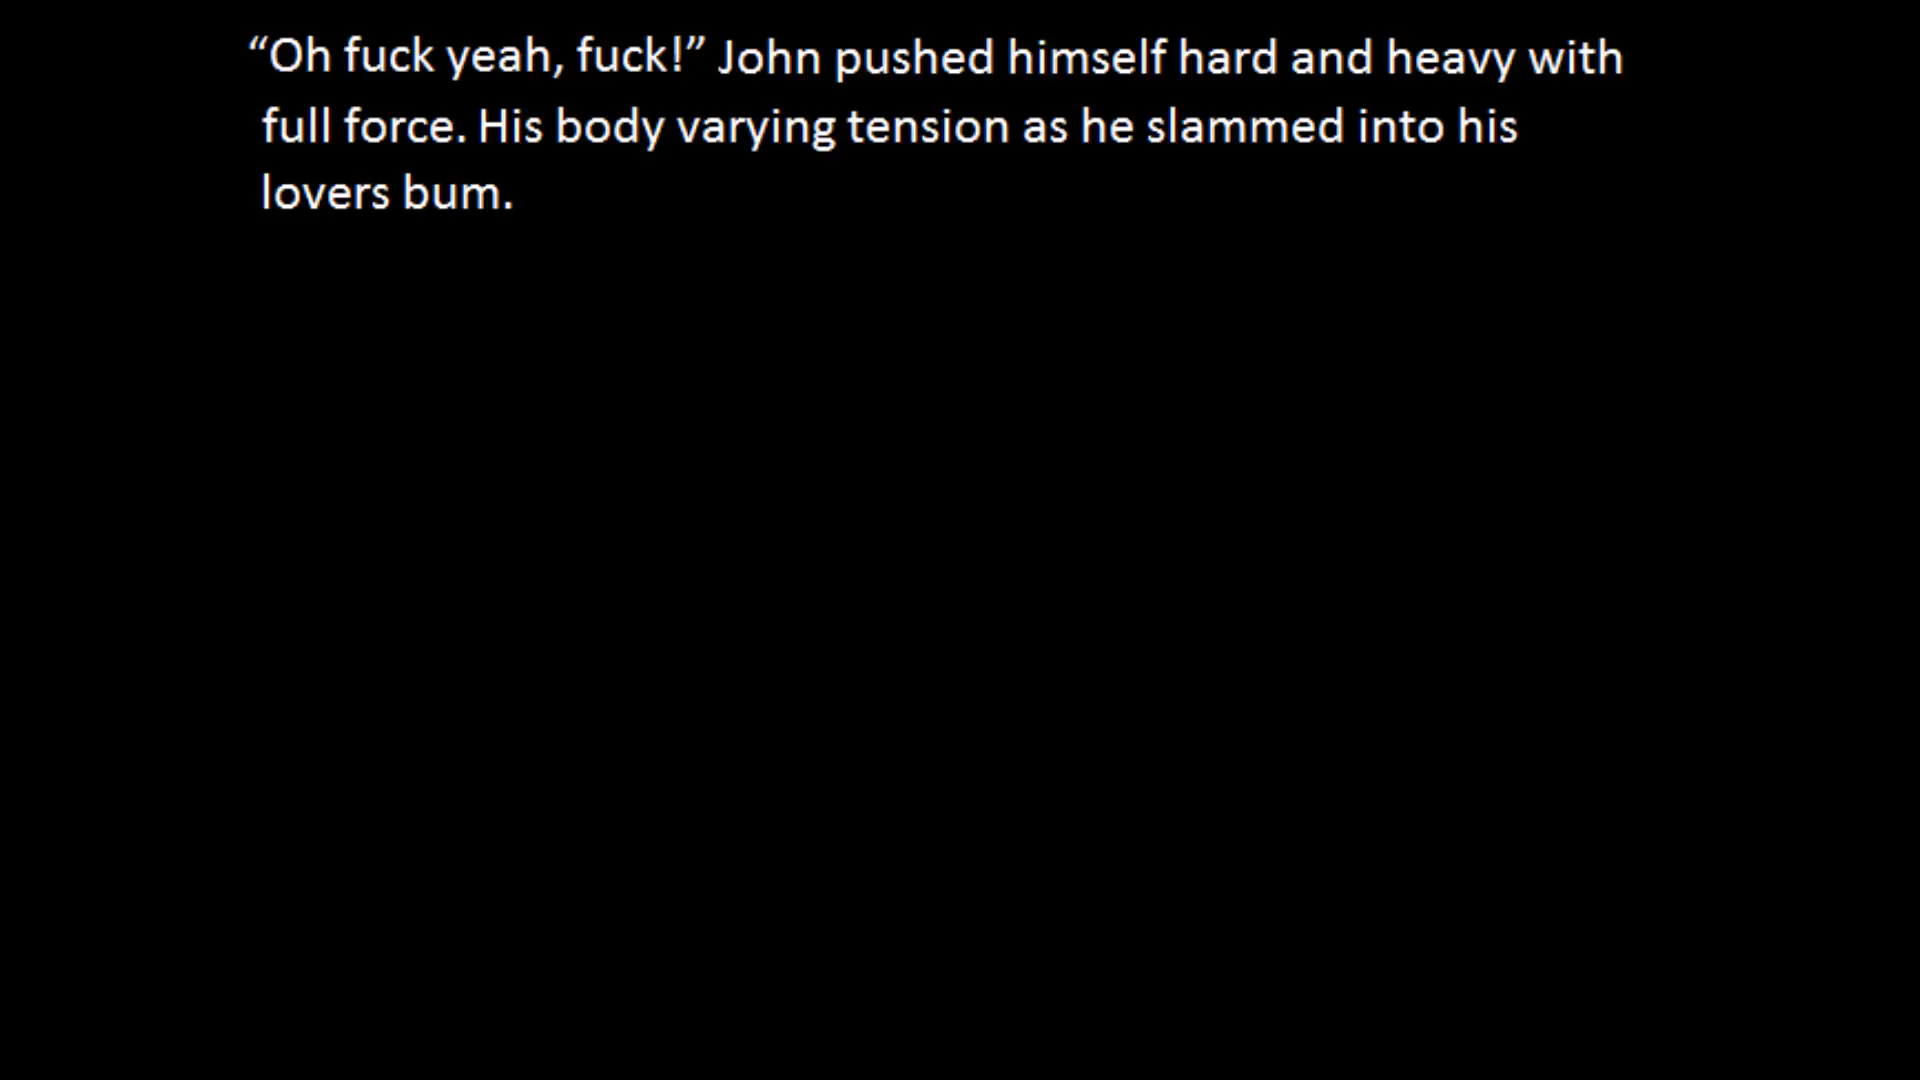 “Oh fuck yeah, fuck!” John pushed himself hard and heavy with
full force. His body varying tension as he slammed into his
lovers bum.